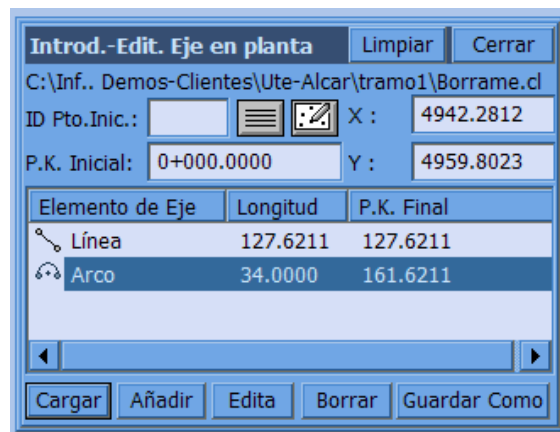 Introd.-Edit. Eje en planta Limpiar Cerrar
C:\Inf.. Demos-Clientes\Ute-Alcar\tramo1\Borrame.cl
ID Pto.Inic.: X : 4942.2812
P.K. Inicial: 0+000.0000 Y : 4959.8023
Elemento de Eje Longitud P.K. Final
Línea 127.6211 127.6211
Arco 34.0000 161.6211
Cargar Añadir Edita Borrar Guardar Como